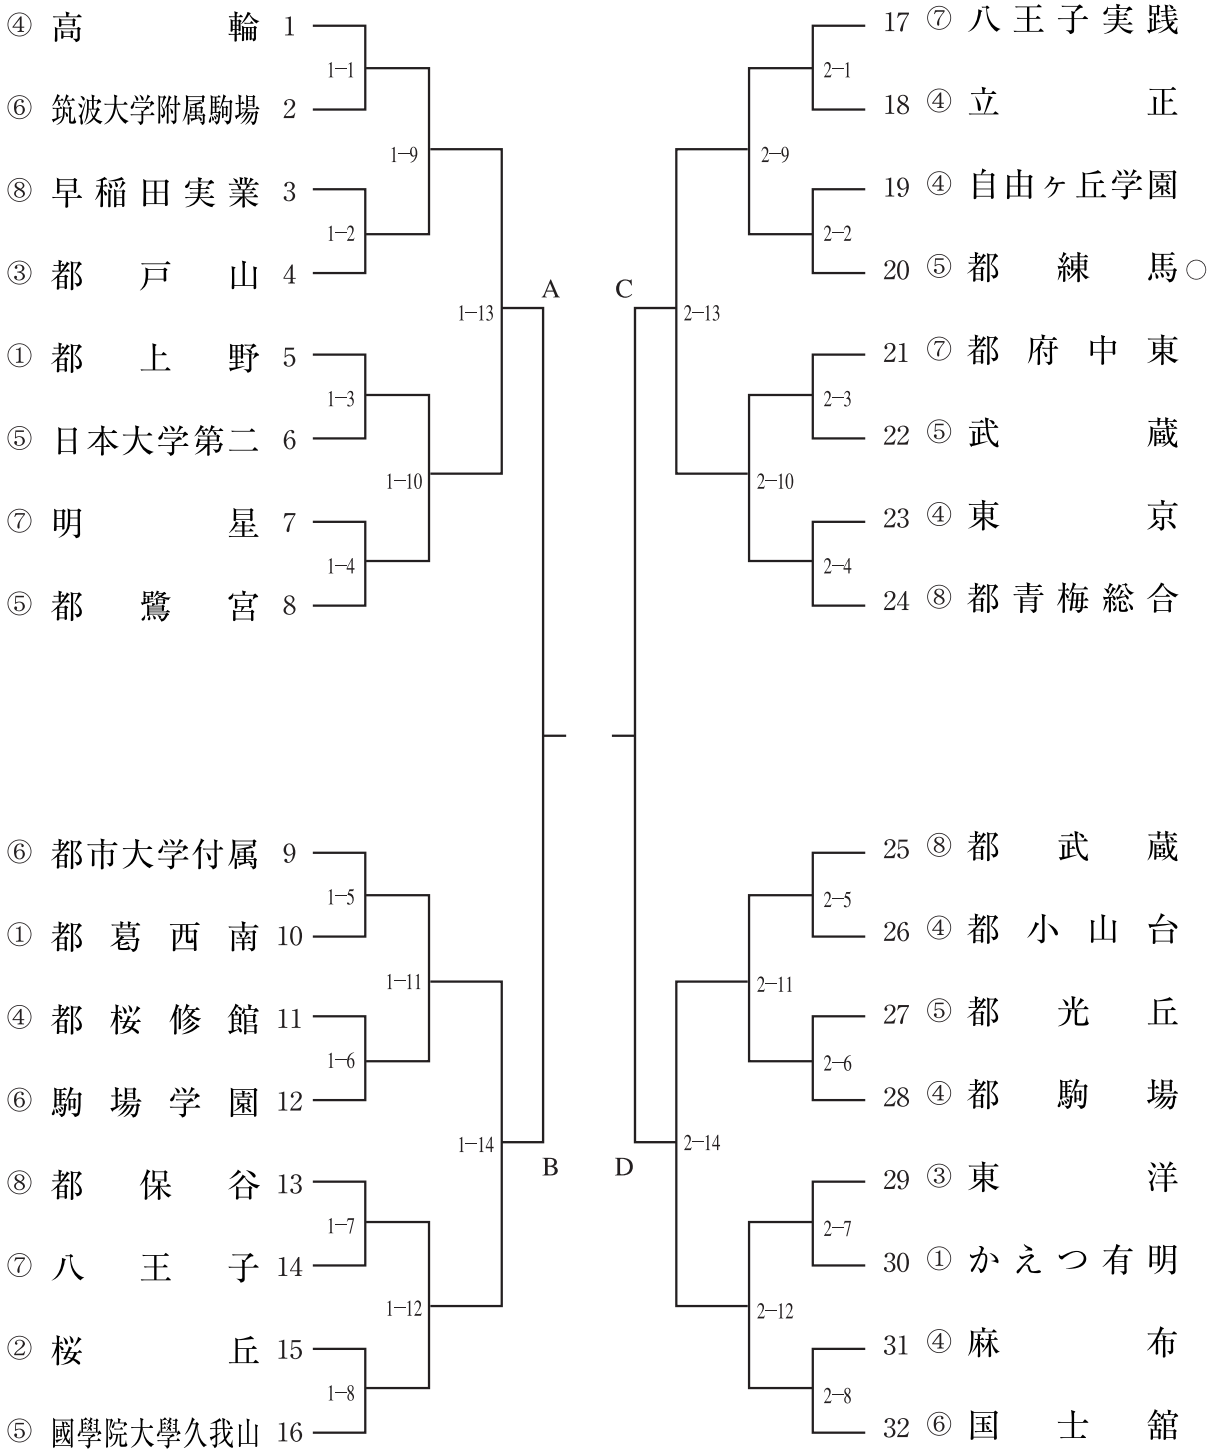 ④ 高輪 1
1−1
⑥ 筑波大学附属駒場 2
1−9
⑧ 早稲田実業 3
1−2
③ 都戸山 4
1−13
A
① 都上野 5
1−3
⑤ 日本大学第二 6
1−10
⑦ 明星 7
1−4
⑤ 都鷺宮 8
⑥ 都市大学付属 9
1−5
① 都葛西南 10
1−11
④ 都桜修館 11
1−6
⑥ 駒場学園 12
1−14
B
⑧ 都保谷 13
1−7
⑦ 八王子 14
1−12
② 桜丘 15
1−8
⑤ 國學院大學久我山 16
17 ⑦ 八王子実践
2−1
18 ④ 立正
2−9
19 ④ 自由ヶ丘学園
2−2
20 ⑤ 都練馬○
C
2−13
21 ⑦ 都府中東
2−3
22 ⑤ 武蔵
2−10
23 ④ 東京
2−4
24 ⑧ 都青梅総合
25 ⑧ 都武蔵
2−5
26 ④ 都小山台
2−11
27 ⑤ 都光丘
2−6
28 ④ 都駒場
2−14
D
29 ③ 東洋
2−7
30 ① かえつ有明
2−12
31 ④ 麻布
2−8
32 ⑥ 国士舘